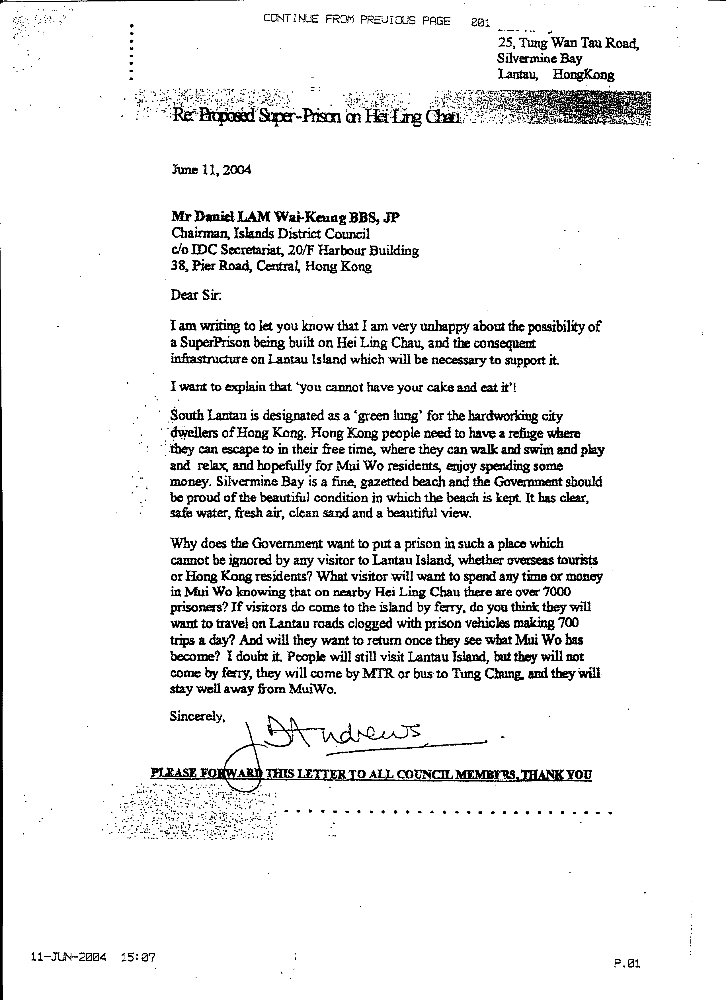 CONTINUE FROM PREVIOUS PAGE 001
25, Tung Wan Tau Road,
Silvermine Bay
Lantau, HongKong
Re: Proposed Super-Prison on Hei Ling Chau.
June 11, 2004
Mr Daniel LAM Wai-Keung BBS, JP
Chairman, Islands District Council
c/o IDC Secretariat, 20/F Harbour Building
38, Pier Road, Central, Hong Kong
Dear Sir:
I am writing to let you know that I am very unhappy about the possibility of
a SuperPrison being built on Hei Ling Chau, and the consequent
infrastructure on Lantau Island which will be necessary to support it.
I want to explain that ‘you cannot have your cake and eat it’!
South Lantau is designated as a ‘green lung’ for the hardworking city
dwellers of Hong Kong. Hong Kong people need to have a refuge where
they can escape to in their free time, where they can walk and swim and play
and relax, and hopefully for Mui Wo residents, enjoy spending some
money. Silvermine Bay is a fine, gazetted beach and the Government should
be proud of the beautiful condition in which the beach is kept. It has clear,
safe water, fresh air, clean sand and a beautiful view.
Why does the Government want to put a prison in such a place which
cannot be ignored by any visitor to Lantau Island, whether overseas tourists
or Hong Kong residents? What visitor will want to spend any time or money
in Mui Wo knowing that on nearby Hei Ling Chau there are over 7000
prisoners? If visitors do come to the island by ferry, do you think they will
want to travel on Lantau roads clogged with prison vehicles making 700
trips a day? And will they want to return once they see what Mui Wo has
become? I doubt it. People will still visit Lantau Island, but they will not
come by ferry, they will come by MTR or bus to Tung Chung, and they will
stay well away from MuiWo.
Sincerely,
JDAndrews
PLEASE FORWARD THIS LETTER TO ALL COUNCIL MEMBERS, THANK YOU
11-JUN-2004 15:07
P.01